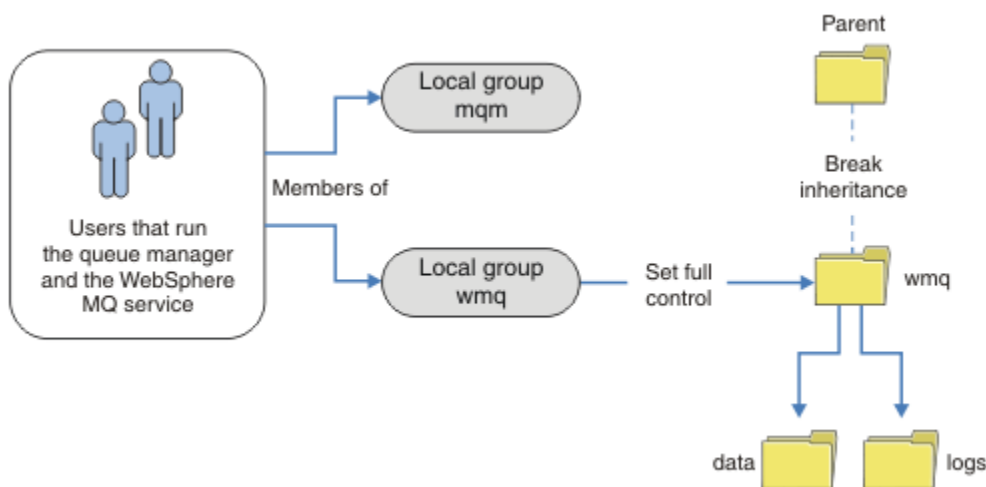 Parent
Local group
mqm
Members of
Break
inheritance
Users that run
the queue manager
and the WebSphere
MQ service
Local group
wmq
Set full
control
wmq
data
logs